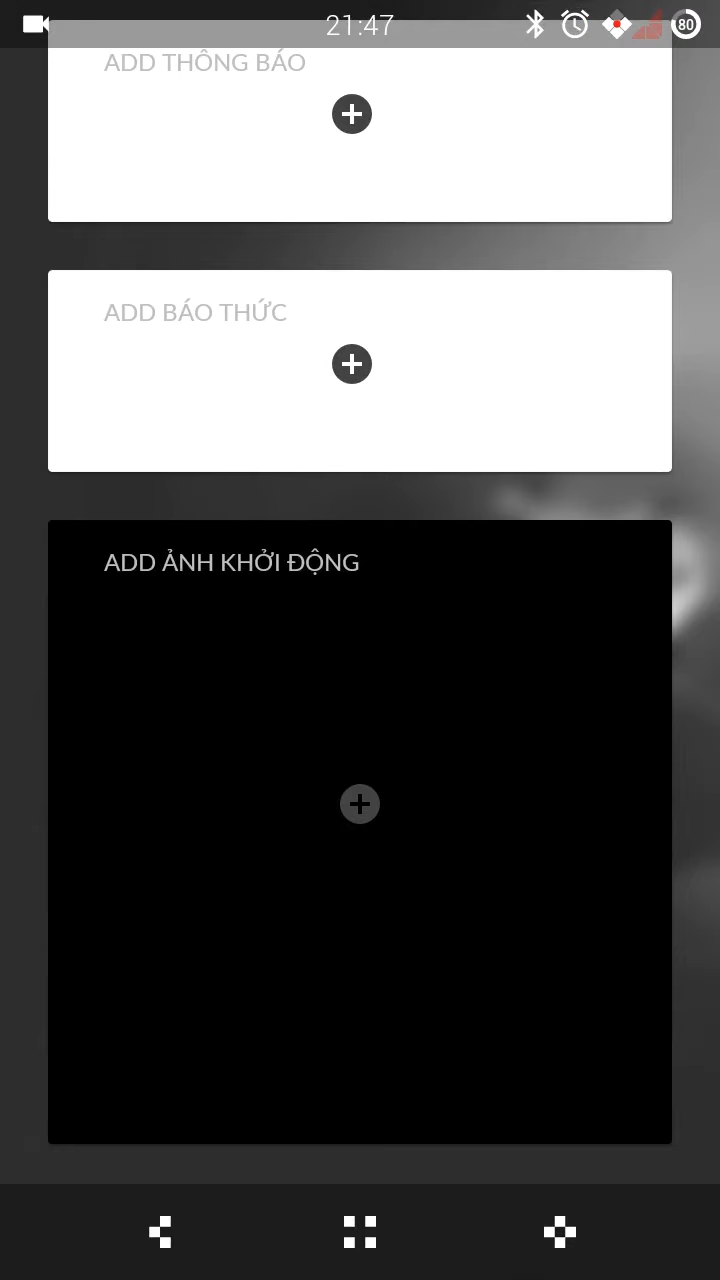 21:47
80
ADD THÔNG BÁO
ADD BÁO THỨC
ADD ẢNH KHỞI ĐỘNG